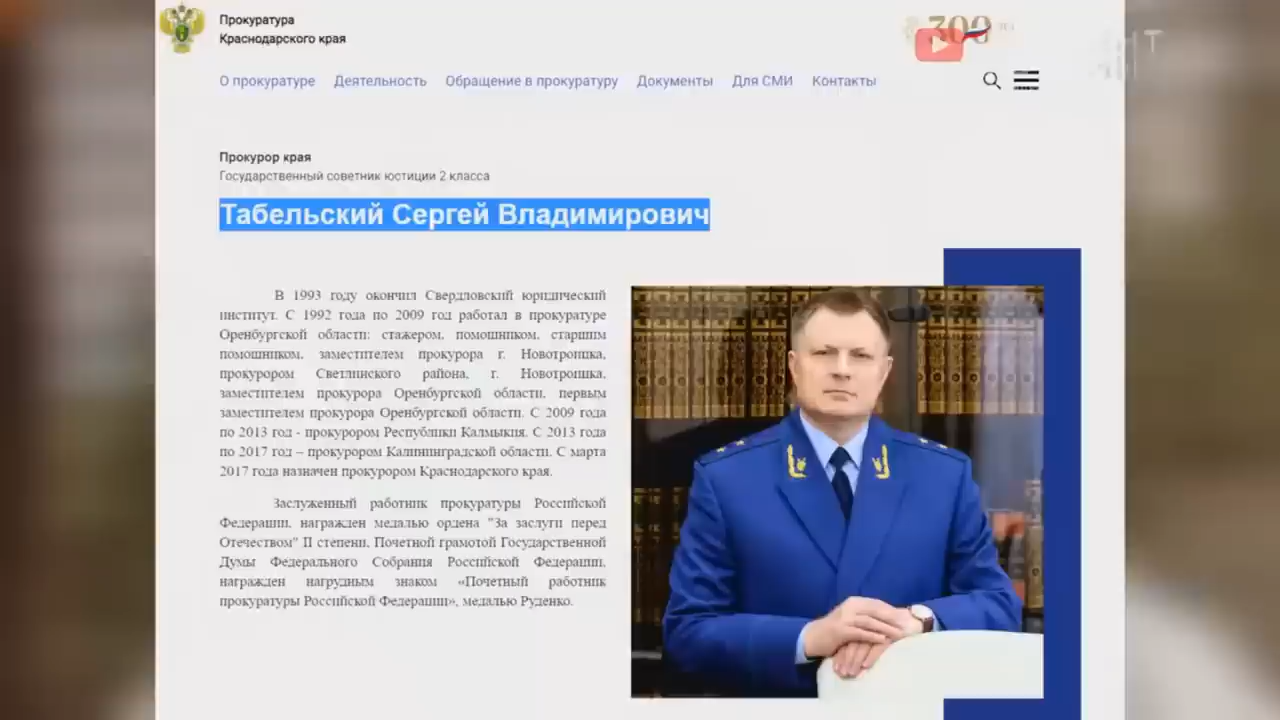 Прокуратура
Краснодарского края
300 лет
О прокуратуре Деятельность Обращение в прокуратуру Документы Для СМИ Контакты
Прокурор края
Государственный советник юстиции 2 класса
Табельский Сергей Владимирович
В 1993 году окончил Свердловский юридический
институт. С 1992 года по 2009 год работал в прокуратуре
Оренбургской области: стажером, помощником, старшим
помощником, заместителем прокурора г. Новотроицка,
прокурором Светлинского района, г. Новотроицка,
заместителем прокурора Оренбургской области, первым
заместителем прокурора Оренбургской области. С 2009 года
по 2013 год - прокурором Республики Калмыкия. С 2013 года
по 2017 год – прокурором Калининградской области. С марта
2017 года назначен прокурором Краснодарского края.
Заслуженный работник прокуратуры Российской
Федерации, награжден медалью ордена "За заслуги перед
Отечеством" II степени, Почетной грамотой Государственной
Думы Федерального Собрания Российской Федерации,
награжден нагрудным знаком «Почетный работник
прокуратуры Российской Федерации», медалью Руденко.